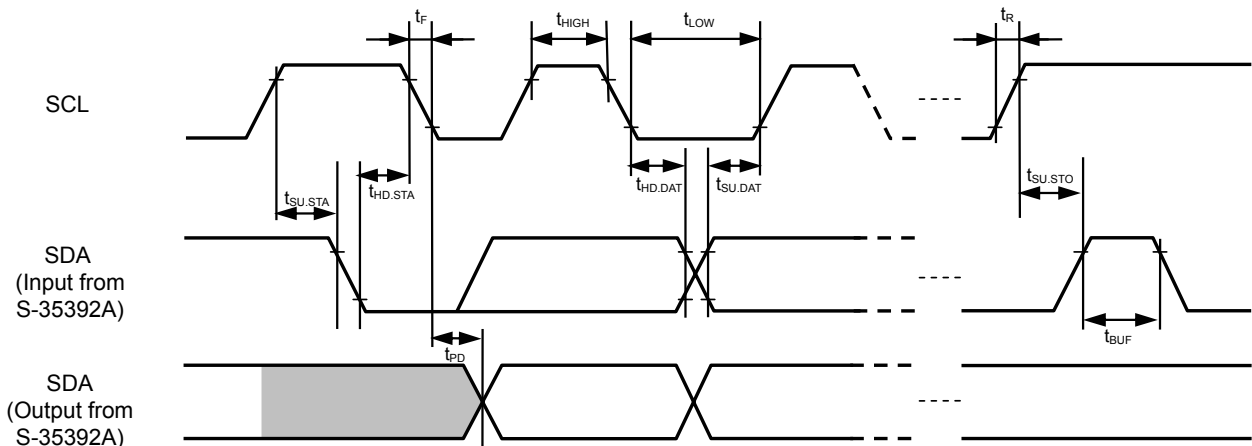 tF
tHIGH
tLOW
tR
SCL
tSU.STA
tHD.STA
tHD.DAT
tSU.DAT
tSU.STO
SDA
(Input from
S-35392A)
tBUF
tPD
SDA
(Output from
S-35392A)